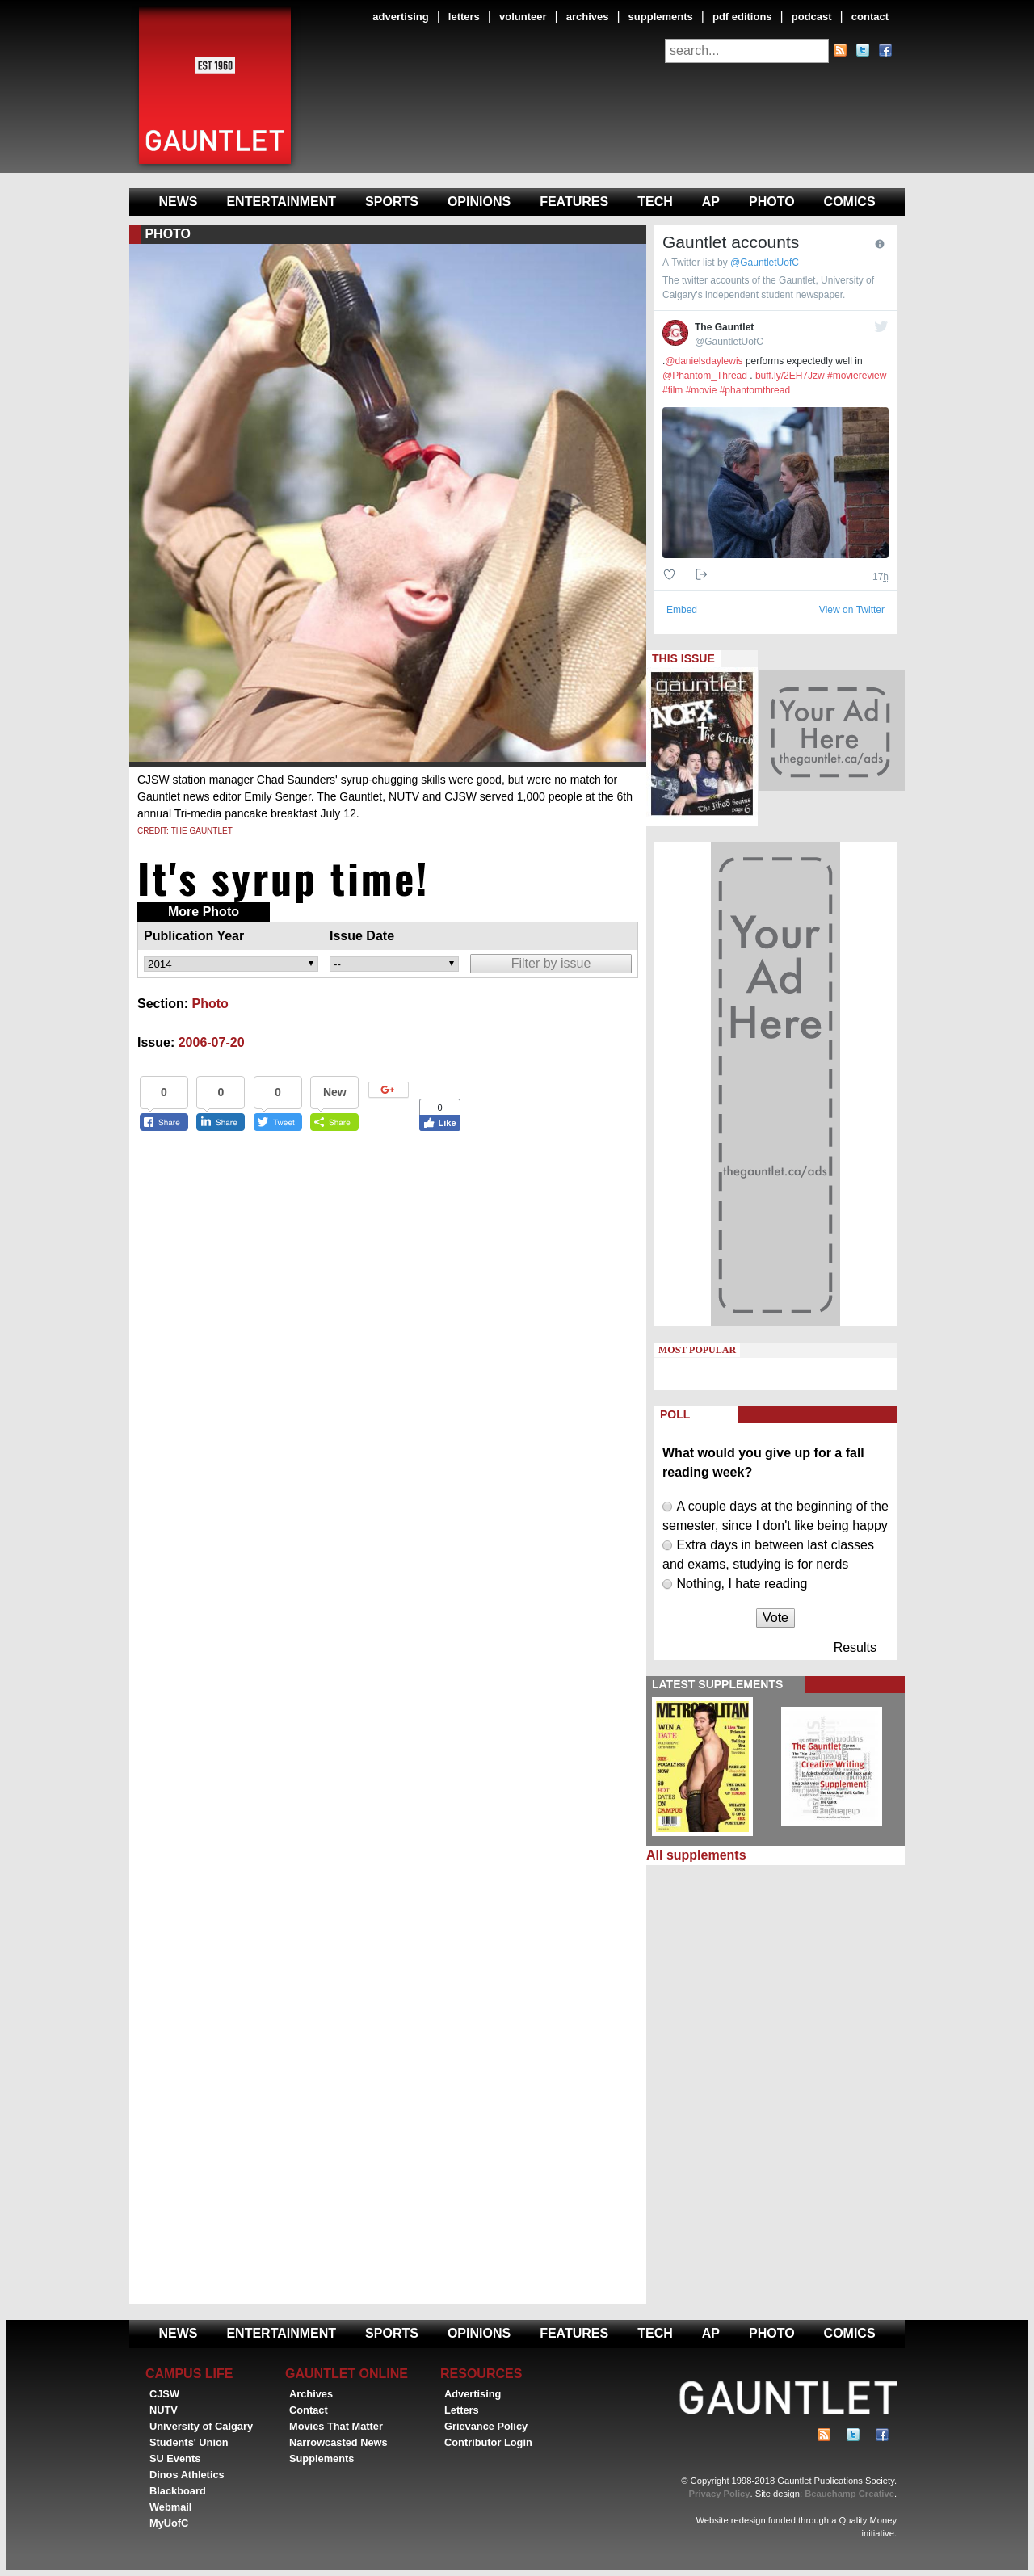 advertising | letters | volunteer | archives | supplements | pdf editions | podcast | contact
search...
EST 1960
GAUNTLET
NEWS ENTERTAINMENT SPORTS OPINIONS FEATURES TECH AP PHOTO COMICS
PHOTO
CJSW station manager Chad Saunders' syrup-chugging skills were good, but were no match for
Gauntlet news editor Emily Senger. The Gauntlet, NUTV and CJSW served 1,000 people at the 6th
annual Tri-media pancake breakfast July 12.
CREDIT: THE GAUNTLET
It's syrup time!
More Photo
Publication Year Issue Date
2014 -- Filter by issue
Section: Photo
Issue: 2006-07-20
0 0 0 New
0
Share Share Tweet Share G+ Like
Gauntlet accounts
A Twitter list by @GauntletUofC
The twitter accounts of the Gauntlet, University of
Calgary's independent student newspaper.
The Gauntlet
@GauntletUofC
.@danielsdaylewis performs expectedly well in
@Phantom_Thread . buff.ly/2EH7Jzw #moviereview
#film #movie #phantomthread
17h
Embed View on Twitter
THIS ISSUE
gauntlet
NOFX
The Church
The Jihad begins
page 6
Your Ad
Here
thegauntlet.ca/ads
Your
Ad
Here
thegauntlet.ca/ads
MOST POPULAR
POLL
What would you give up for a fall
reading week?
A couple days at the beginning of the
semester, since I don't like being happy
Extra days in between last classes
and exams, studying is for nerds
Nothing, I hate reading
Vote
Results
LATEST SUPPLEMENTS
METROPOLITAN
WIN A
DATE
POCALYPSE
NOW
69
HOT
DATES
ON
CAMPUS
The Gauntlet
Creative Writing
Supplement
All supplements
NEWS ENTERTAINMENT SPORTS OPINIONS FEATURES TECH AP PHOTO COMICS
CAMPUS LIFE
CJSW
NUTV
University of Calgary
Students' Union
SU Events
Dinos Athletics
Blackboard
Webmail
MyUofC
GAUNTLET ONLINE
Archives
Contact
Movies That Matter
Narrowcasted News
Supplements
RESOURCES
Advertising
Letters
Grievance Policy
Contributor Login
GAUNTLET
© Copyright 1998-2018 Gauntlet Publications Society.
Privacy Policy. Site design: Beauchamp Creative.
Website redesign funded through a Quality Money
initiative.